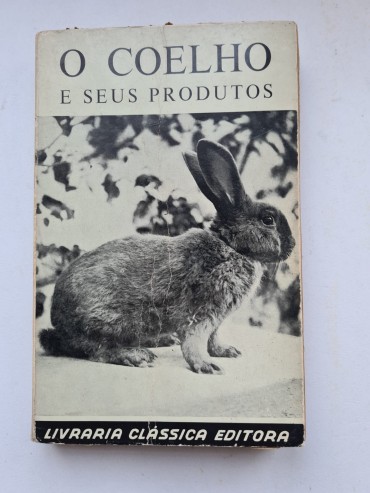 O COELHO
E SEUS PRODUTOS
LIVRARIA CLÁSSICA EDITORA